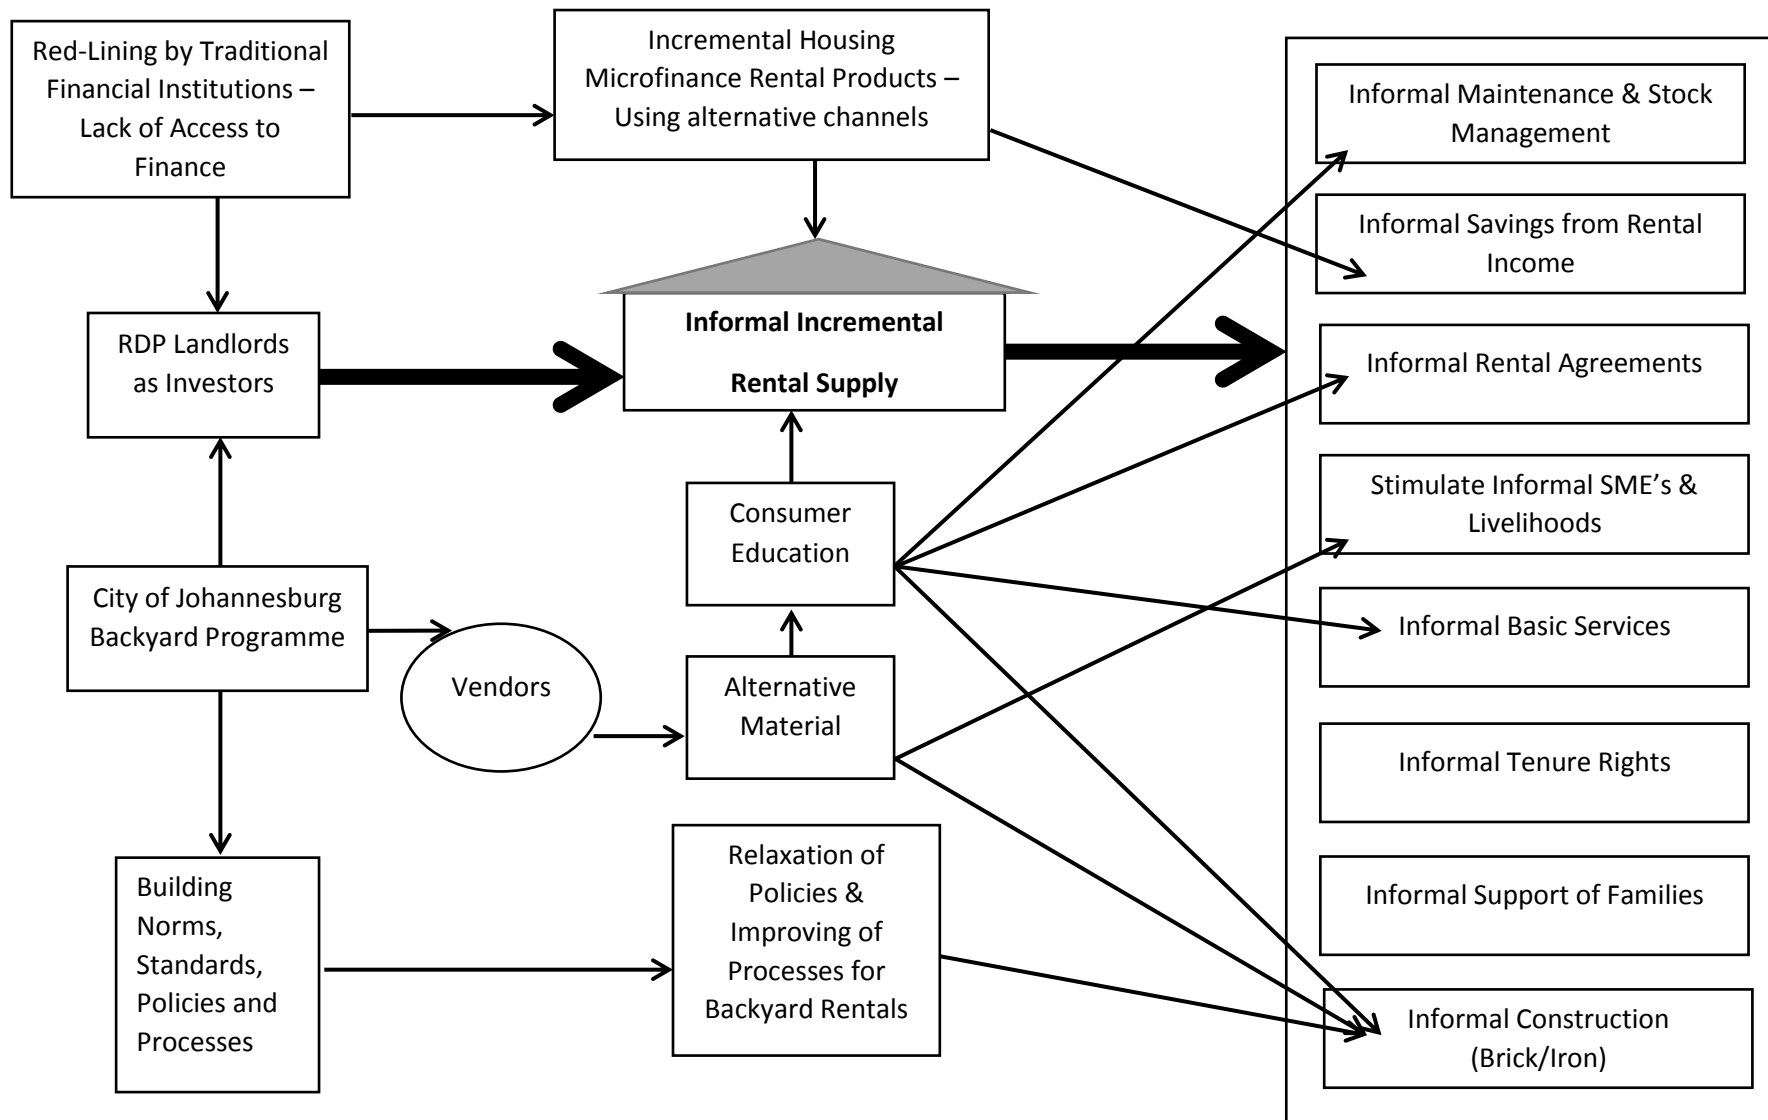 Red-Lining by Traditional
Financial Institutions –
Lack of Access to
Finance
Incremental Housing
Microfinance Rental Products –
Using alternative channels
Informal Maintenance & Stock
Management
Informal Savings from Rental
Income
RDP Landlords
as Investors
Informal Incremental
Rental Supply
Informal Rental Agreements
Consumer
Education
Stimulate Informal SME's &
Livelihoods
City of Johannesburg
Backyard Programme
Vendors
Alternative
Material
Informal Basic Services
Informal Tenure Rights
Building
Norms,
Standards,
Policies and
Processes
Relaxation of
Policies &
Improving of
Processes for
Backyard Rentals
Informal Support of Families
Informal Construction
(Brick/Iron)